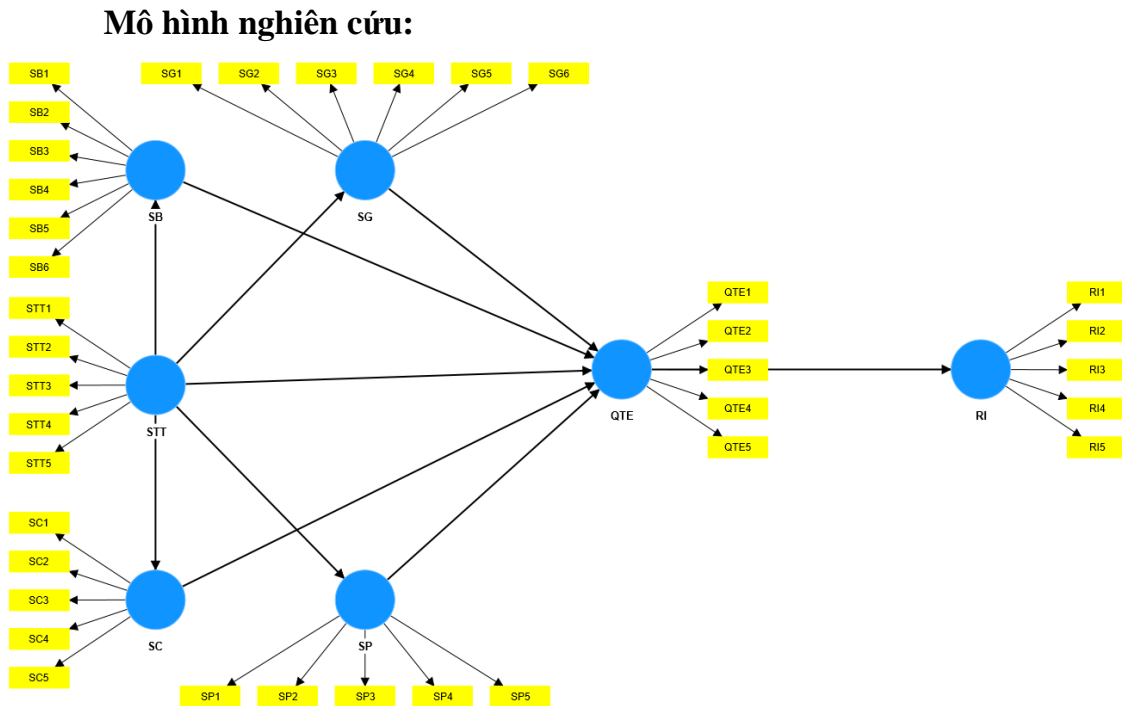 Mô hình nghiên cứu:
SB1
SG1 SG2 SG3 SG4 SG5 SG6
SB2
SB3
SB4
SB5
SB6
SB
SG
STT1
STT2
STT3
STT4
STT5
STT
QTE1
QTE2
QTE3
QTE4
QTE5
QTE
RI1
RI2
RI3
RI4
RI5
RI
SC1
SC2
SC3
SC4
SC5
SC
SP
SP1 SP2 SP3 SP4 SP5